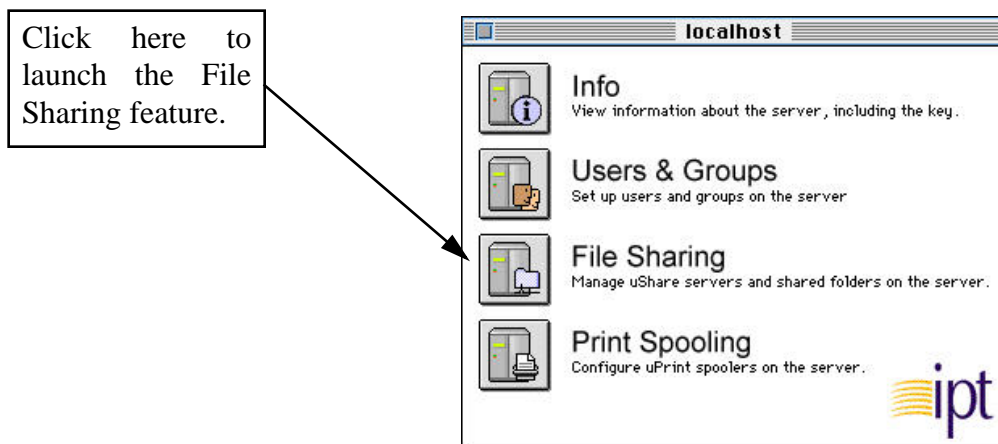 Click here to
launch the File
Sharing feature.
localhost
Info
View information about the server, including the key.
Users & Groups
Set up users and groups on the server
File Sharing
Manage uShare servers and shared folders on the server.
Print Spooling
Configure uPrint spoolers on the server.
ipt